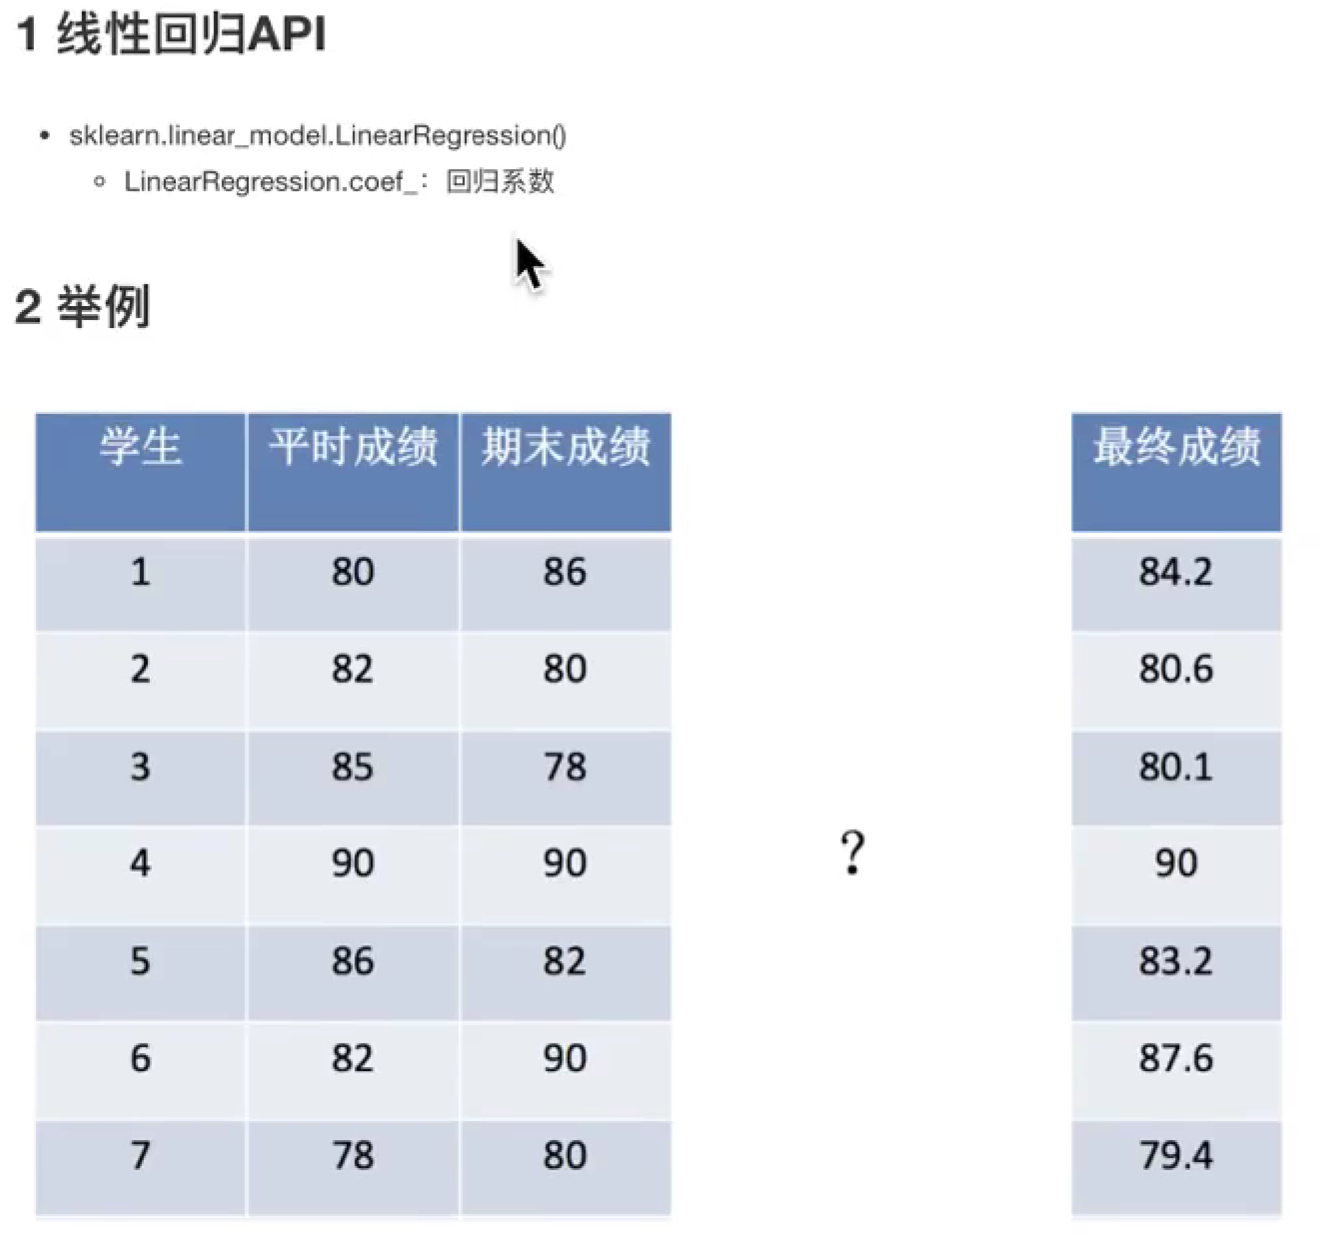 1 线性回归API
• sklearn.linear_model.LinearRegression()
◦ LinearRegression.coef_：回归系数
2 举例
学生 平时成绩 期末成绩 最终成绩
1 80 86 84.2
2 82 80 80.6
3 85 78 80.1
4 90 90 ? 90
5 86 82 83.2
6 82 90 87.6
7 78 80 79.4